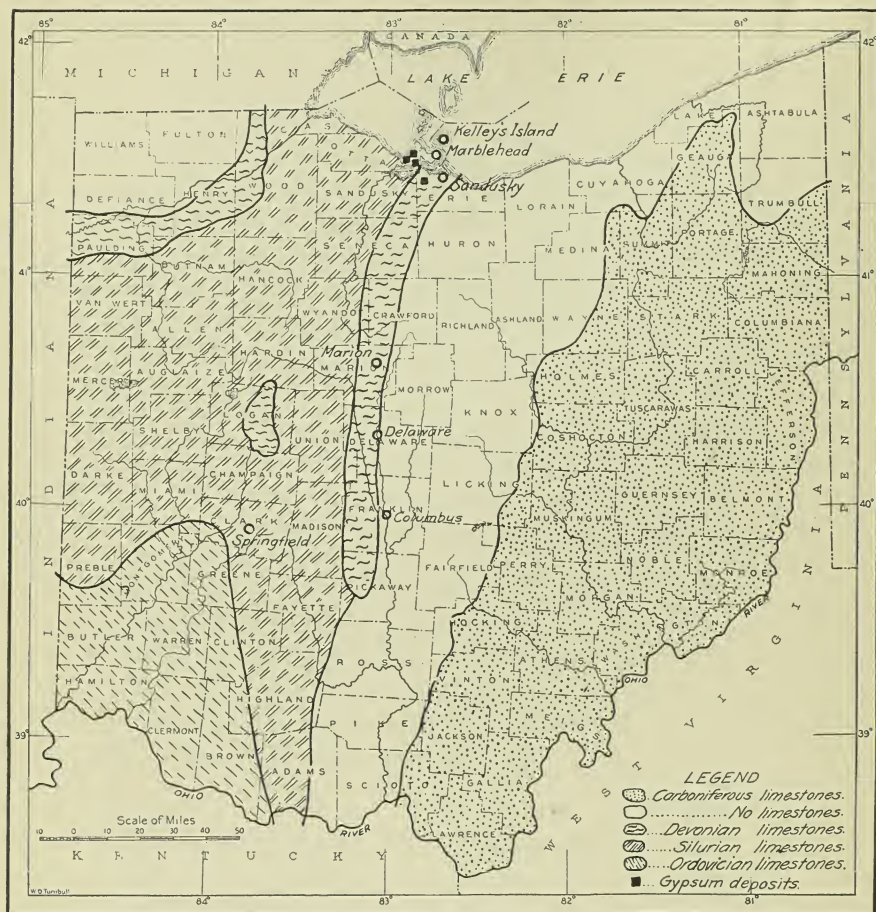 85°
84°
83°
82°
81°
42°
42°
CANADA
MICHIGAN
LAKE ERIE
LUCAS
LAKE
ASHTABULA
WILLIAMS
FULTON
Kelleys Island
OTTAWA
Marblehead
GEAUGA
Sandusky
DEFIANCE
HENRY
WOOD
SANDUSKY
ERIE
CUYAHOGA
TRUMBULL
LORAIN
PAULDING
SENECA
HURON
MEDINA
SUMMIT
PORTAGE
41°
41°
PUTNAM
HANCOCK
MAHONING
VAN WERT
WYANDOT
CRAWFORD
RICHLAND
ASHLAND
WAYNE
STARK
COLUMBIANA
ALLEN
HARDIN
Marion
MARION
MERCER
AUGLAIZE
MORROW
HOLMES
CARROLL
JEFFERSON
LOGAN
KNOX
TUSCARAWAS
SHELBY
UNION
DELAWARE
Delaware
COSHOCTON
HARRISON
DARKE
CHAMPAIGN
LICKING
MIAMI
GUERNSEY
BELMONT
40°
40°
CLARK
MADISON
FRANKLIN
Columbus
MUSKINGUM
Springfield
PREBLE
MONTGOMERY
GREENE
FAIRFIELD
PERRY
NOBLE
MONROE
PICKAWAY
MORGAN
FAYETTE
HOCKING
WASHINGTON
RIVER
BUTLER
WARREN
CLINTON
ROSS
ATHENS
VINTON
OHIO
HAMILTON
HIGHLAND
39°
39°
CLERMONT
PIKE
JACKSON
MEIGS
BROWN
ADAMS
SCIOTO
GALLIA
OHIO
RIVER
LAWRENCE
INDIANA
PENNSYLVANIA
WEST VIRGINIA
KENTUCKY
LEGEND
Carboniferous limestones.
No limestones.
Devonian limestones.
Silurian limestones.
Ordovician limestones.
Gypsum deposits.
Scale of Miles
10 0 10 20 30 40 50
W D Turnbull
84°
83°
82°
81°